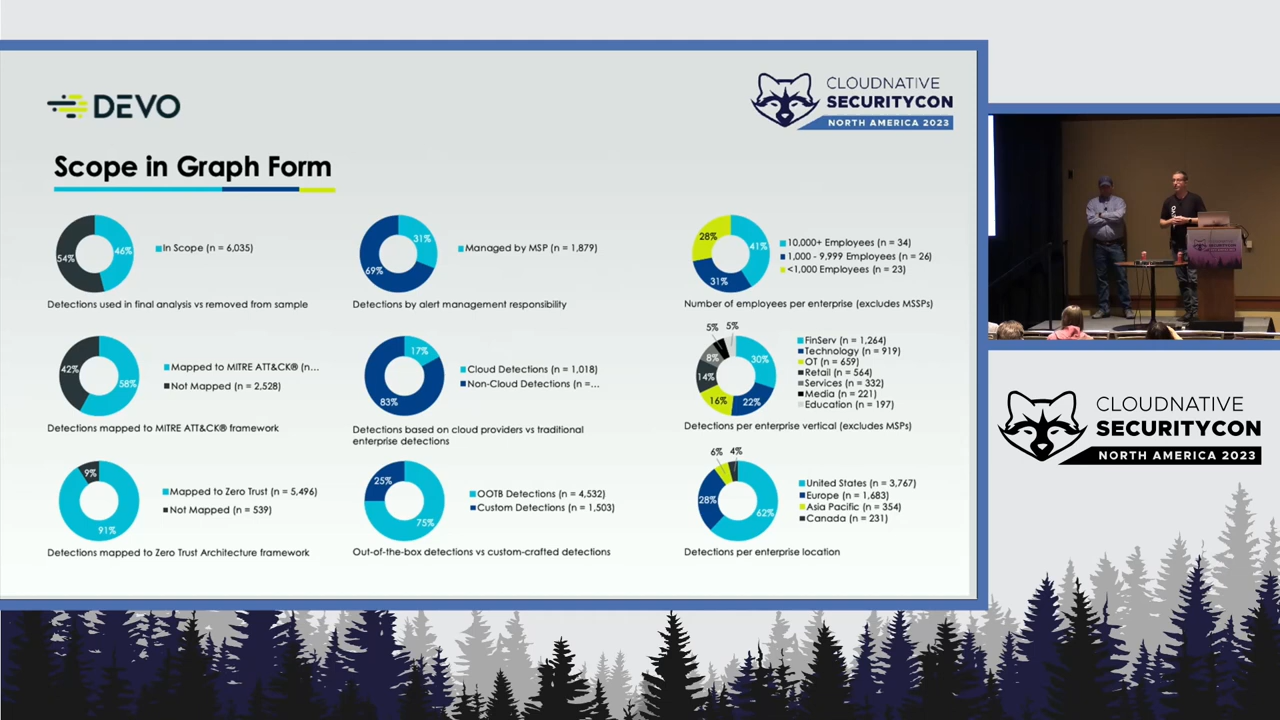 DEVO
CLOUDNATIVE
SECURITYCON
NORTH AMERICA 2023
Scope in Graph Form
54%
46%
In Scope (n = 6,035)
Detections used in final analysis vs removed from sample
31%
69%
Managed by MSP (n = 1,879)
Detections by alert management responsibility
28%
41%
31%
10,000+ Employees (n = 34)
1,000 - 9,999 Employees (n = 26)
<1,000 Employees (n = 23)
Number of employees per enterprise (excludes MSSPs)
42%
58%
Mapped to MITRE ATT&CK® (n...
Not Mapped (n = 2,528)
Detections mapped to MITRE ATT&CK® framework
17%
83%
Cloud Detections (n = 1,018)
Non-Cloud Detections (n =...
Detections based on cloud providers vs traditional
enterprise detections
5%
5%
8%
14%
16%
22%
30%
FinServ (n = 1,264)
Technology (n = 919)
OT (n = 659)
Retail (n = 564)
Services (n = 332)
Media (n = 221)
Education (n = 197)
Detections per enterprise vertical (excludes MSPs)
9%
91%
Mapped to Zero Trust (n = 5,496)
Not Mapped (n = 539)
Detections mapped to Zero Trust Architecture framework
25%
75%
OOTB Detections (n = 4,532)
Custom Detections (n = 1,503)
Out-of-the-box detections vs custom-crafted detections
6%
4%
28%
62%
United States (n = 3,767)
Europe (n = 1,683)
Asia Pacific (n = 354)
Canada (n = 231)
Detections per enterprise location
CLOUDNATIVE
SECURITYCON
NORTH AMERICA 2023